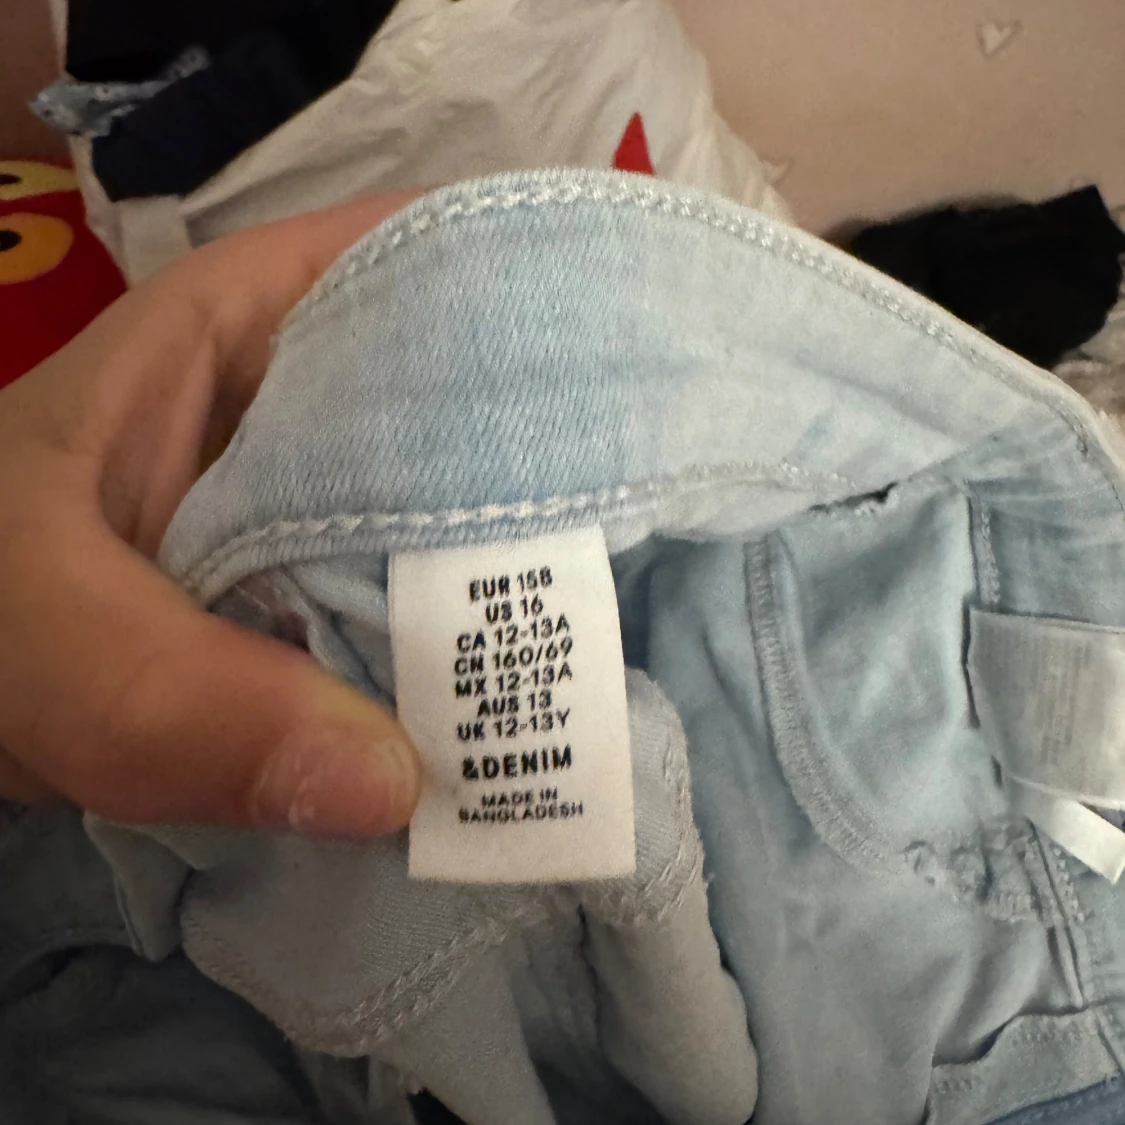 EUR 158
US 16
CA 12-13A
CN 160/69
MX 12-13A
AUS 13
UK 12-13Y
&DENIM
MADE IN
BANGLADESH